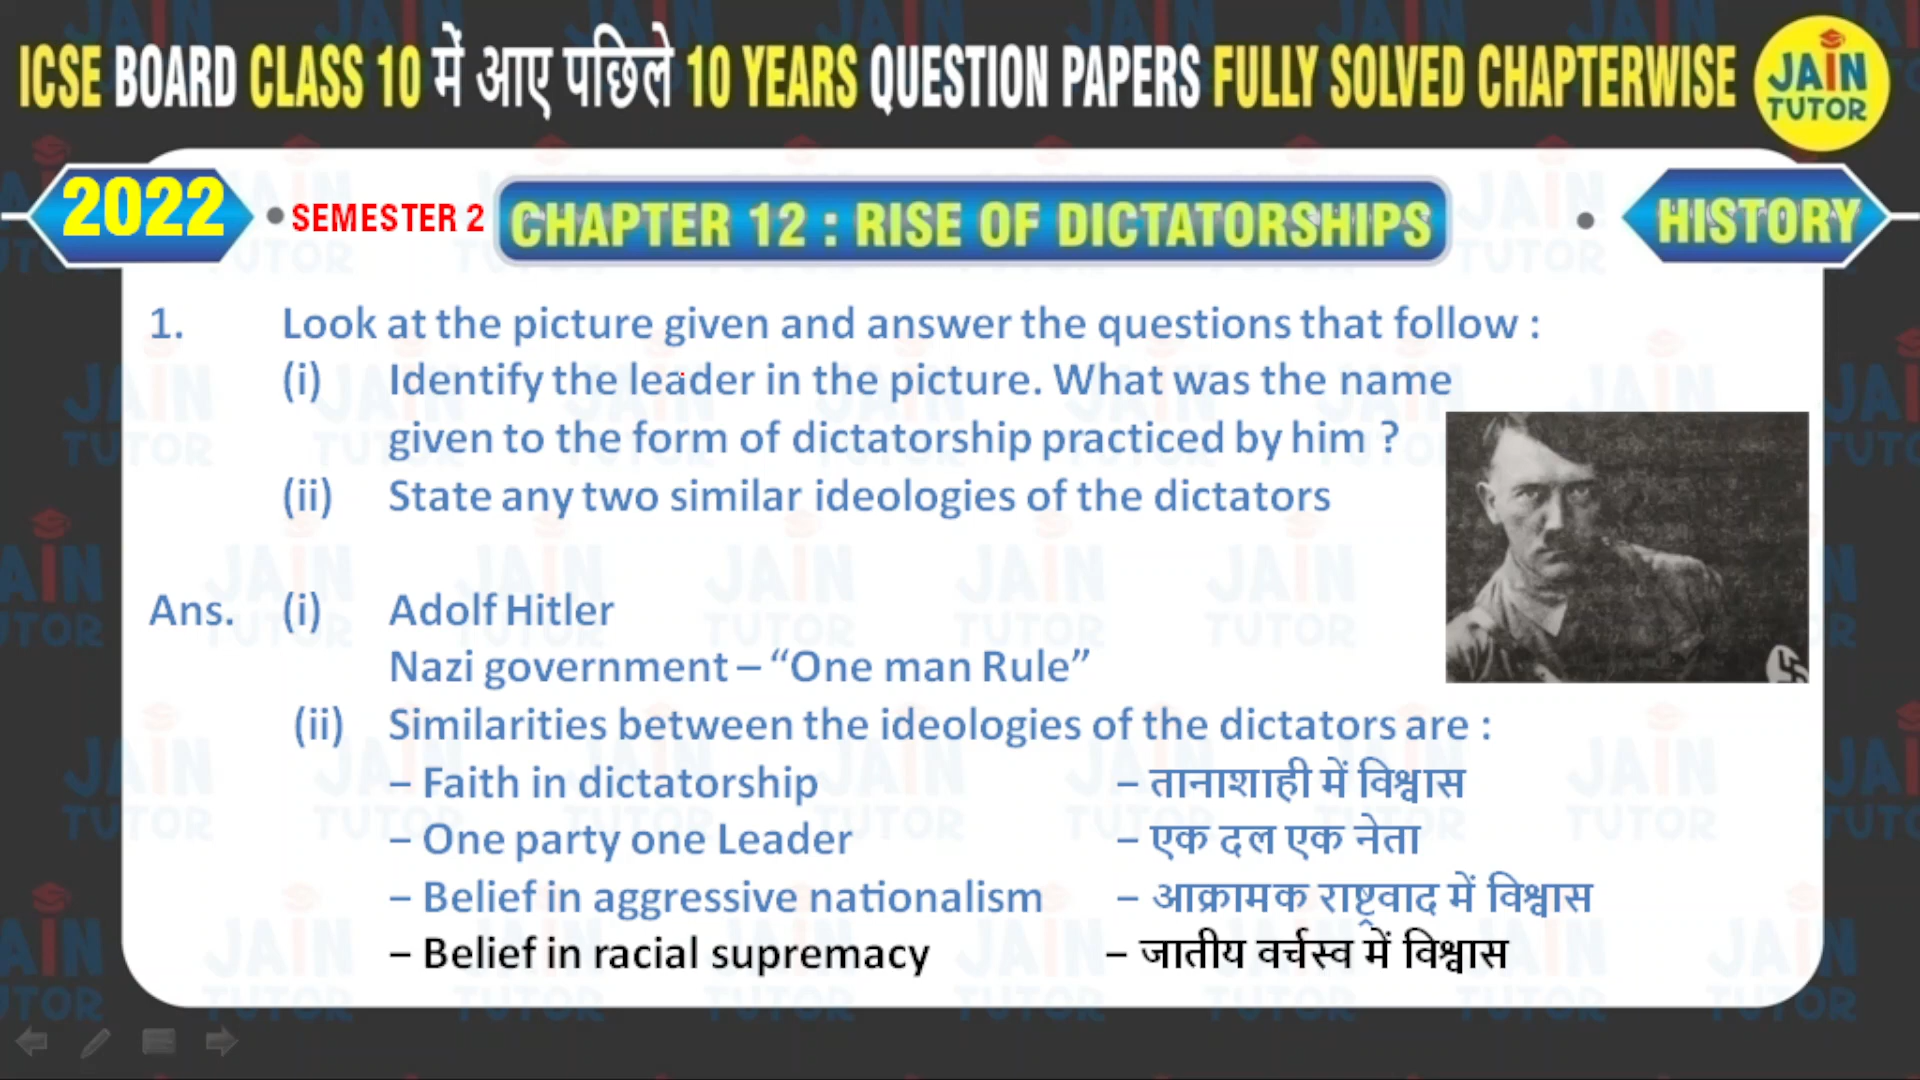 ICSE BOARD CLASS 10 में आए पछिले 10 YEARS QUESTION PAPERS FULLY SOLVED CHAPTERWISE
JAIN
TUTOR
2022
• SEMESTER 2
CHAPTER 12 : RISE OF DICTATORSHIPS
• HISTORY
1. Look at the picture given and answer the questions that follow :
(i) Identify the leader in the picture. What was the name
given to the form of dictatorship practiced by him ?
(ii) State any two similar ideologies of the dictators
Ans. (i) Adolf Hitler
Nazi government – “One man Rule”
(ii) Similarities between the ideologies of the dictators are :
– Faith in dictatorship – तानाशाही में विश्वास
– One party one Leader – एक दल एक नेता
– Belief in aggressive nationalism – आक्रामक राष्ट्रवाद में विश्वास
– Belief in racial supremacy – जातीय वर्चस्व में विश्वास